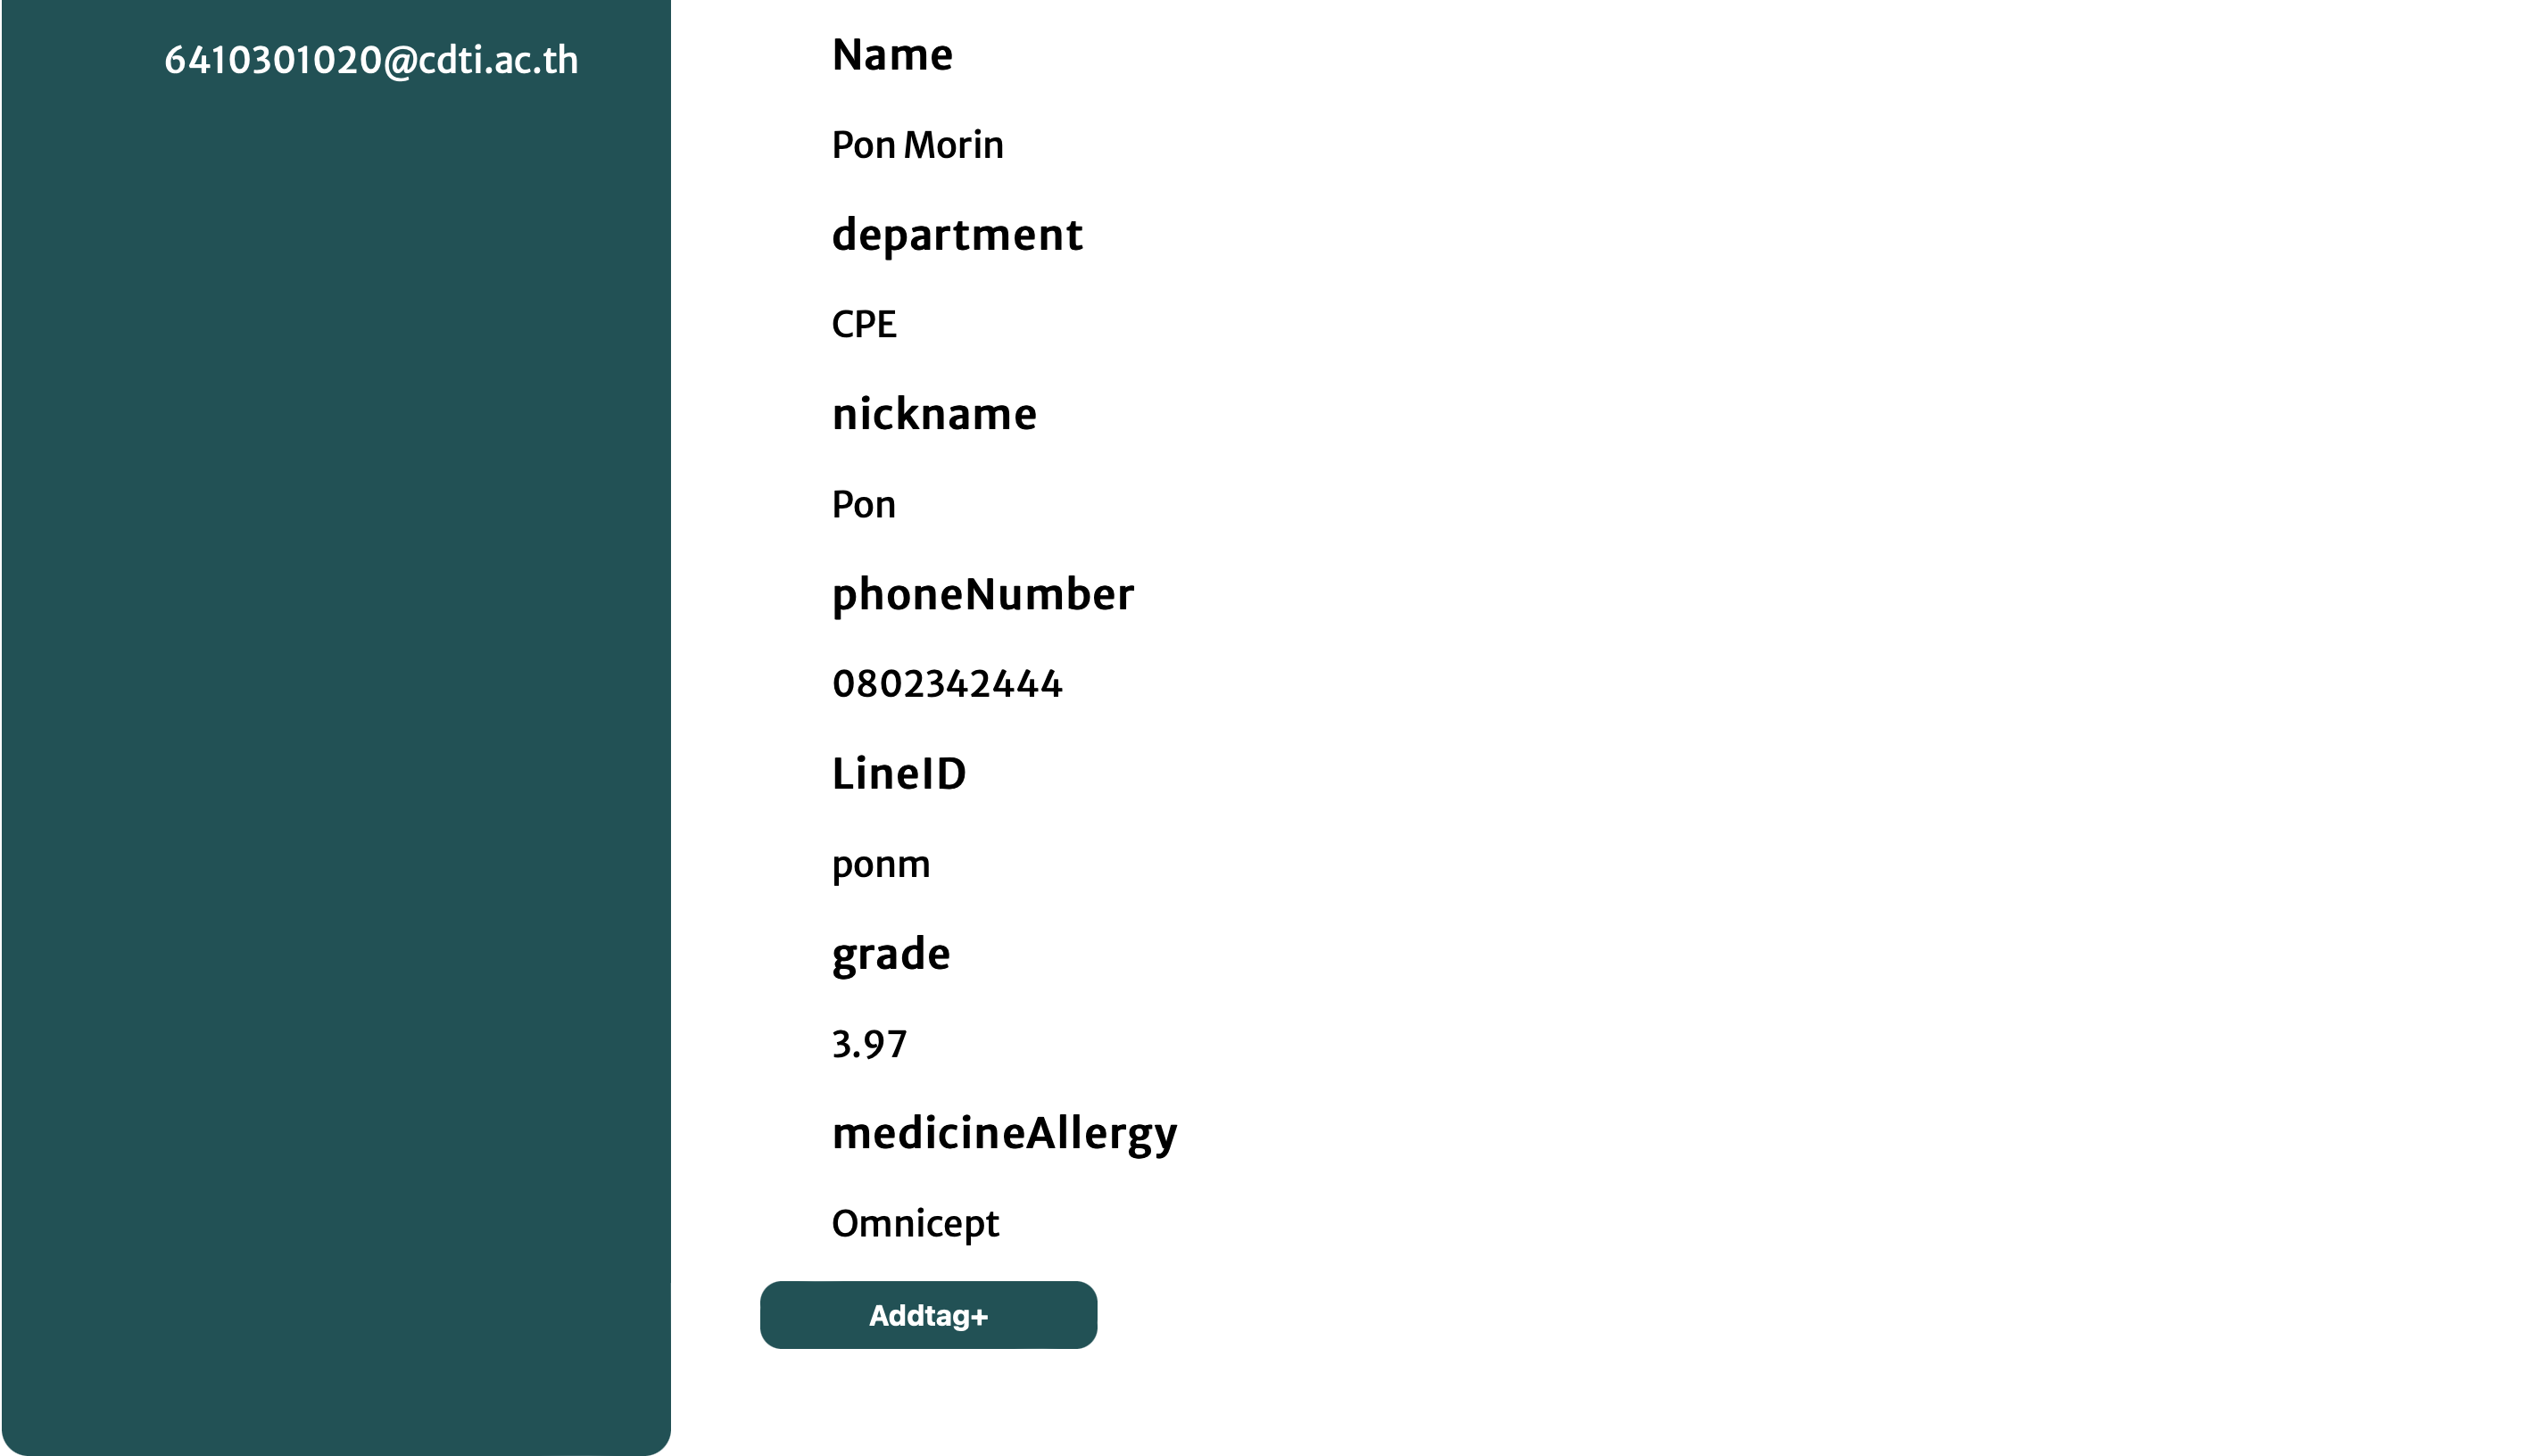 6410301020@cdti.ac.th
Name
Pon Morin
department
CPE
nickname
Pon
phoneNumber
0802342444
LineID
ponm
grade
3.97
medicineAllergy
Omnicept
Addtag+